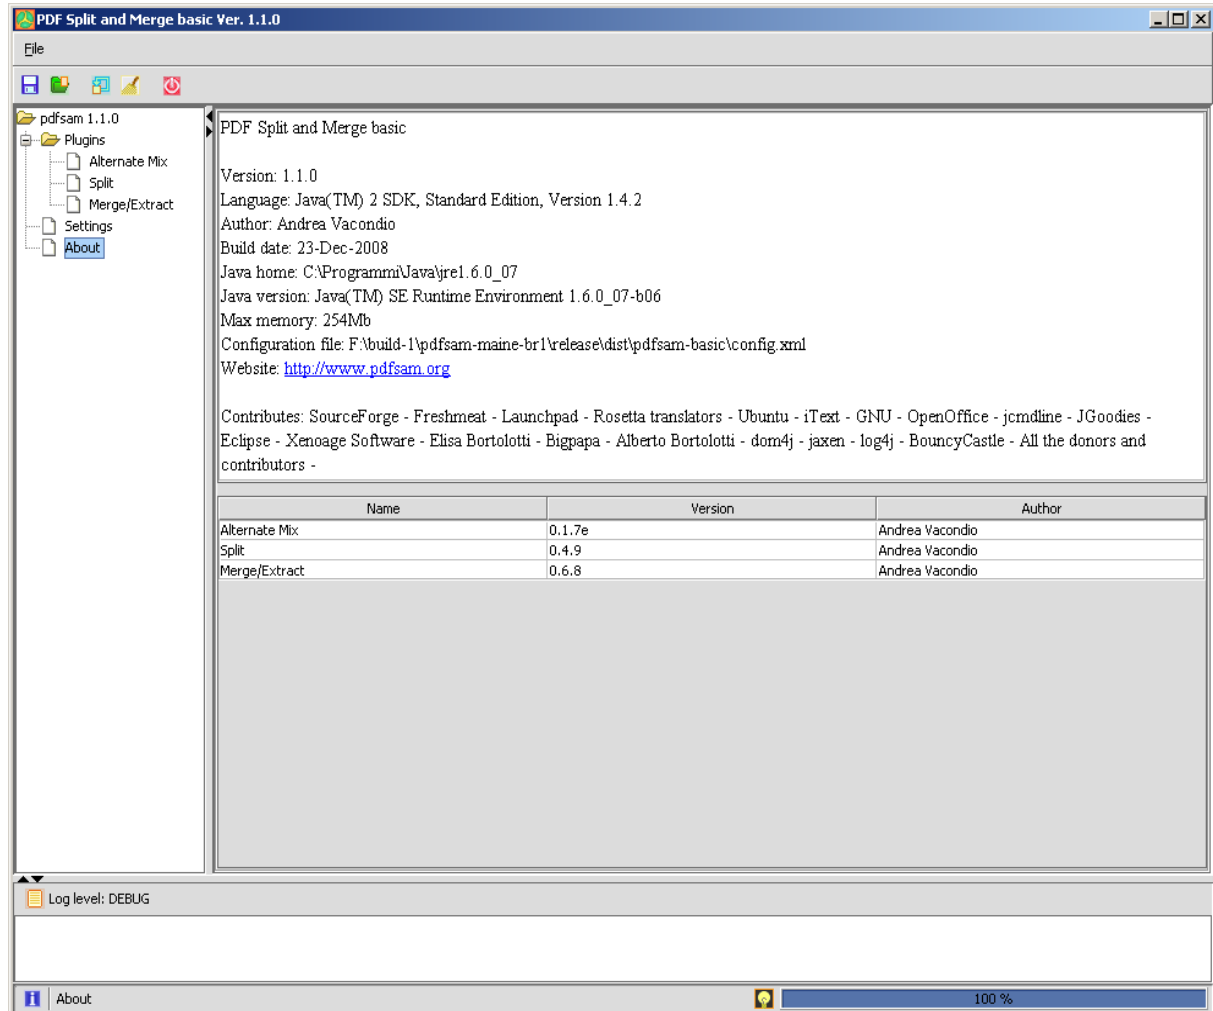 PDF Split and Merge basic Ver. 1.1.0
File
pdfsam 1.1.0
Plugins
Alternate Mix
Split
Merge/Extract
Settings
About
PDF Split and Merge basic
Version: 1.1.0
Language: Java(TM) 2 SDK, Standard Edition, Version 1.4.2
Author: Andrea Vacondio
Build date: 23-Dec-2008
Java home: C:\Programmi\Java\jre1.6.0_07
Java version: Java(TM) SE Runtime Environment 1.6.0_07-b06
Max memory: 254Mb
Configuration file: F:\build-1\pdfsam-maine-br1\release\dist\pdfsam-basic\config.xml
Website: http://www.pdfsam.org
Contributes: SourceForge - Freshmeat - Launchpad - Rosetta translators - Ubuntu - iText - GNU - OpenOffice - jcmdline - JGoodies -
Eclipse - Xenoage Software - Elisa Bortolotti - Bigpapa - Alberto Bortolotti - dom4j - jaxen - log4j - BouncyCastle - All the donors and
contributors -
Name Version Author
Alternate Mix 0.1.7e Andrea Vacondio
Split 0.4.9 Andrea Vacondio
Merge/Extract 0.6.8 Andrea Vacondio
Log level: DEBUG
About 100 %